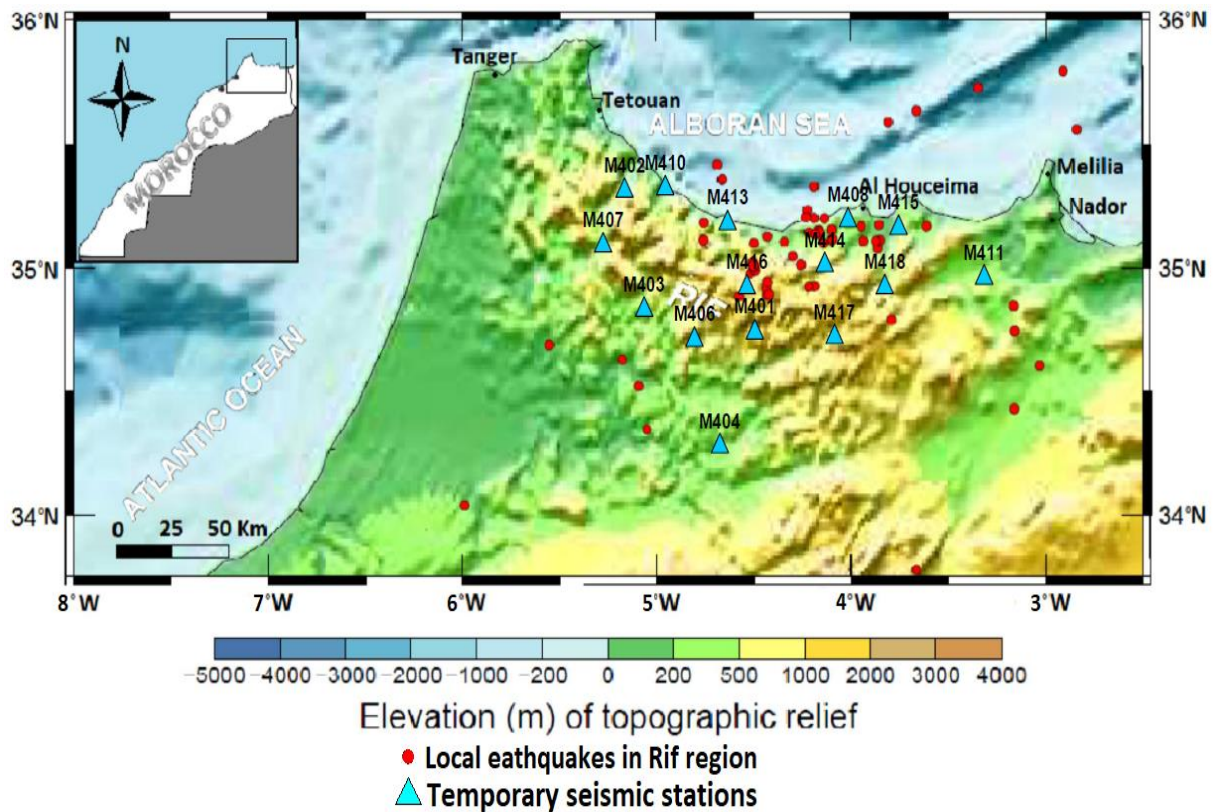 36°N
36°N
N
MOROCCO
Tanger
Tetouan
ALBORAN SEA
M402
M410
M413
M408
Al Houceima
M415
Melilia
Nador
M407
M414
M411
35°N
35°N
M403
M416
M418
RIF
M406
M401
M417
M404
ATLANTIC OCEAN
34°N
34°N
0 25 50 Km
8°W 7°W 6°W 5°W 4°W 3°W
−5000 −4000 −3000 −2000 −1000 −200 0 200 500 1000 2000 3000 4000
Elevation (m) of topographic relief
Local eathquakes in Rif region
Temporary seismic stations